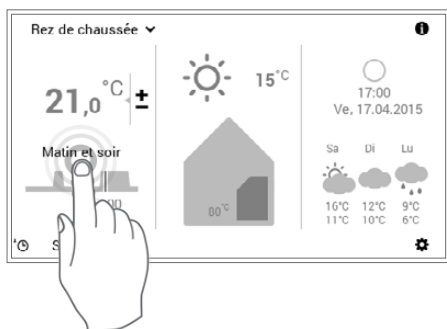 Rez de chaussée
21,0 °C ±
Matin et soir
15°C
80°C
17:00
Ve, 17.04.2015
Sa Di Lu
16°C 12°C 9°C
11°C 10°C 6°C